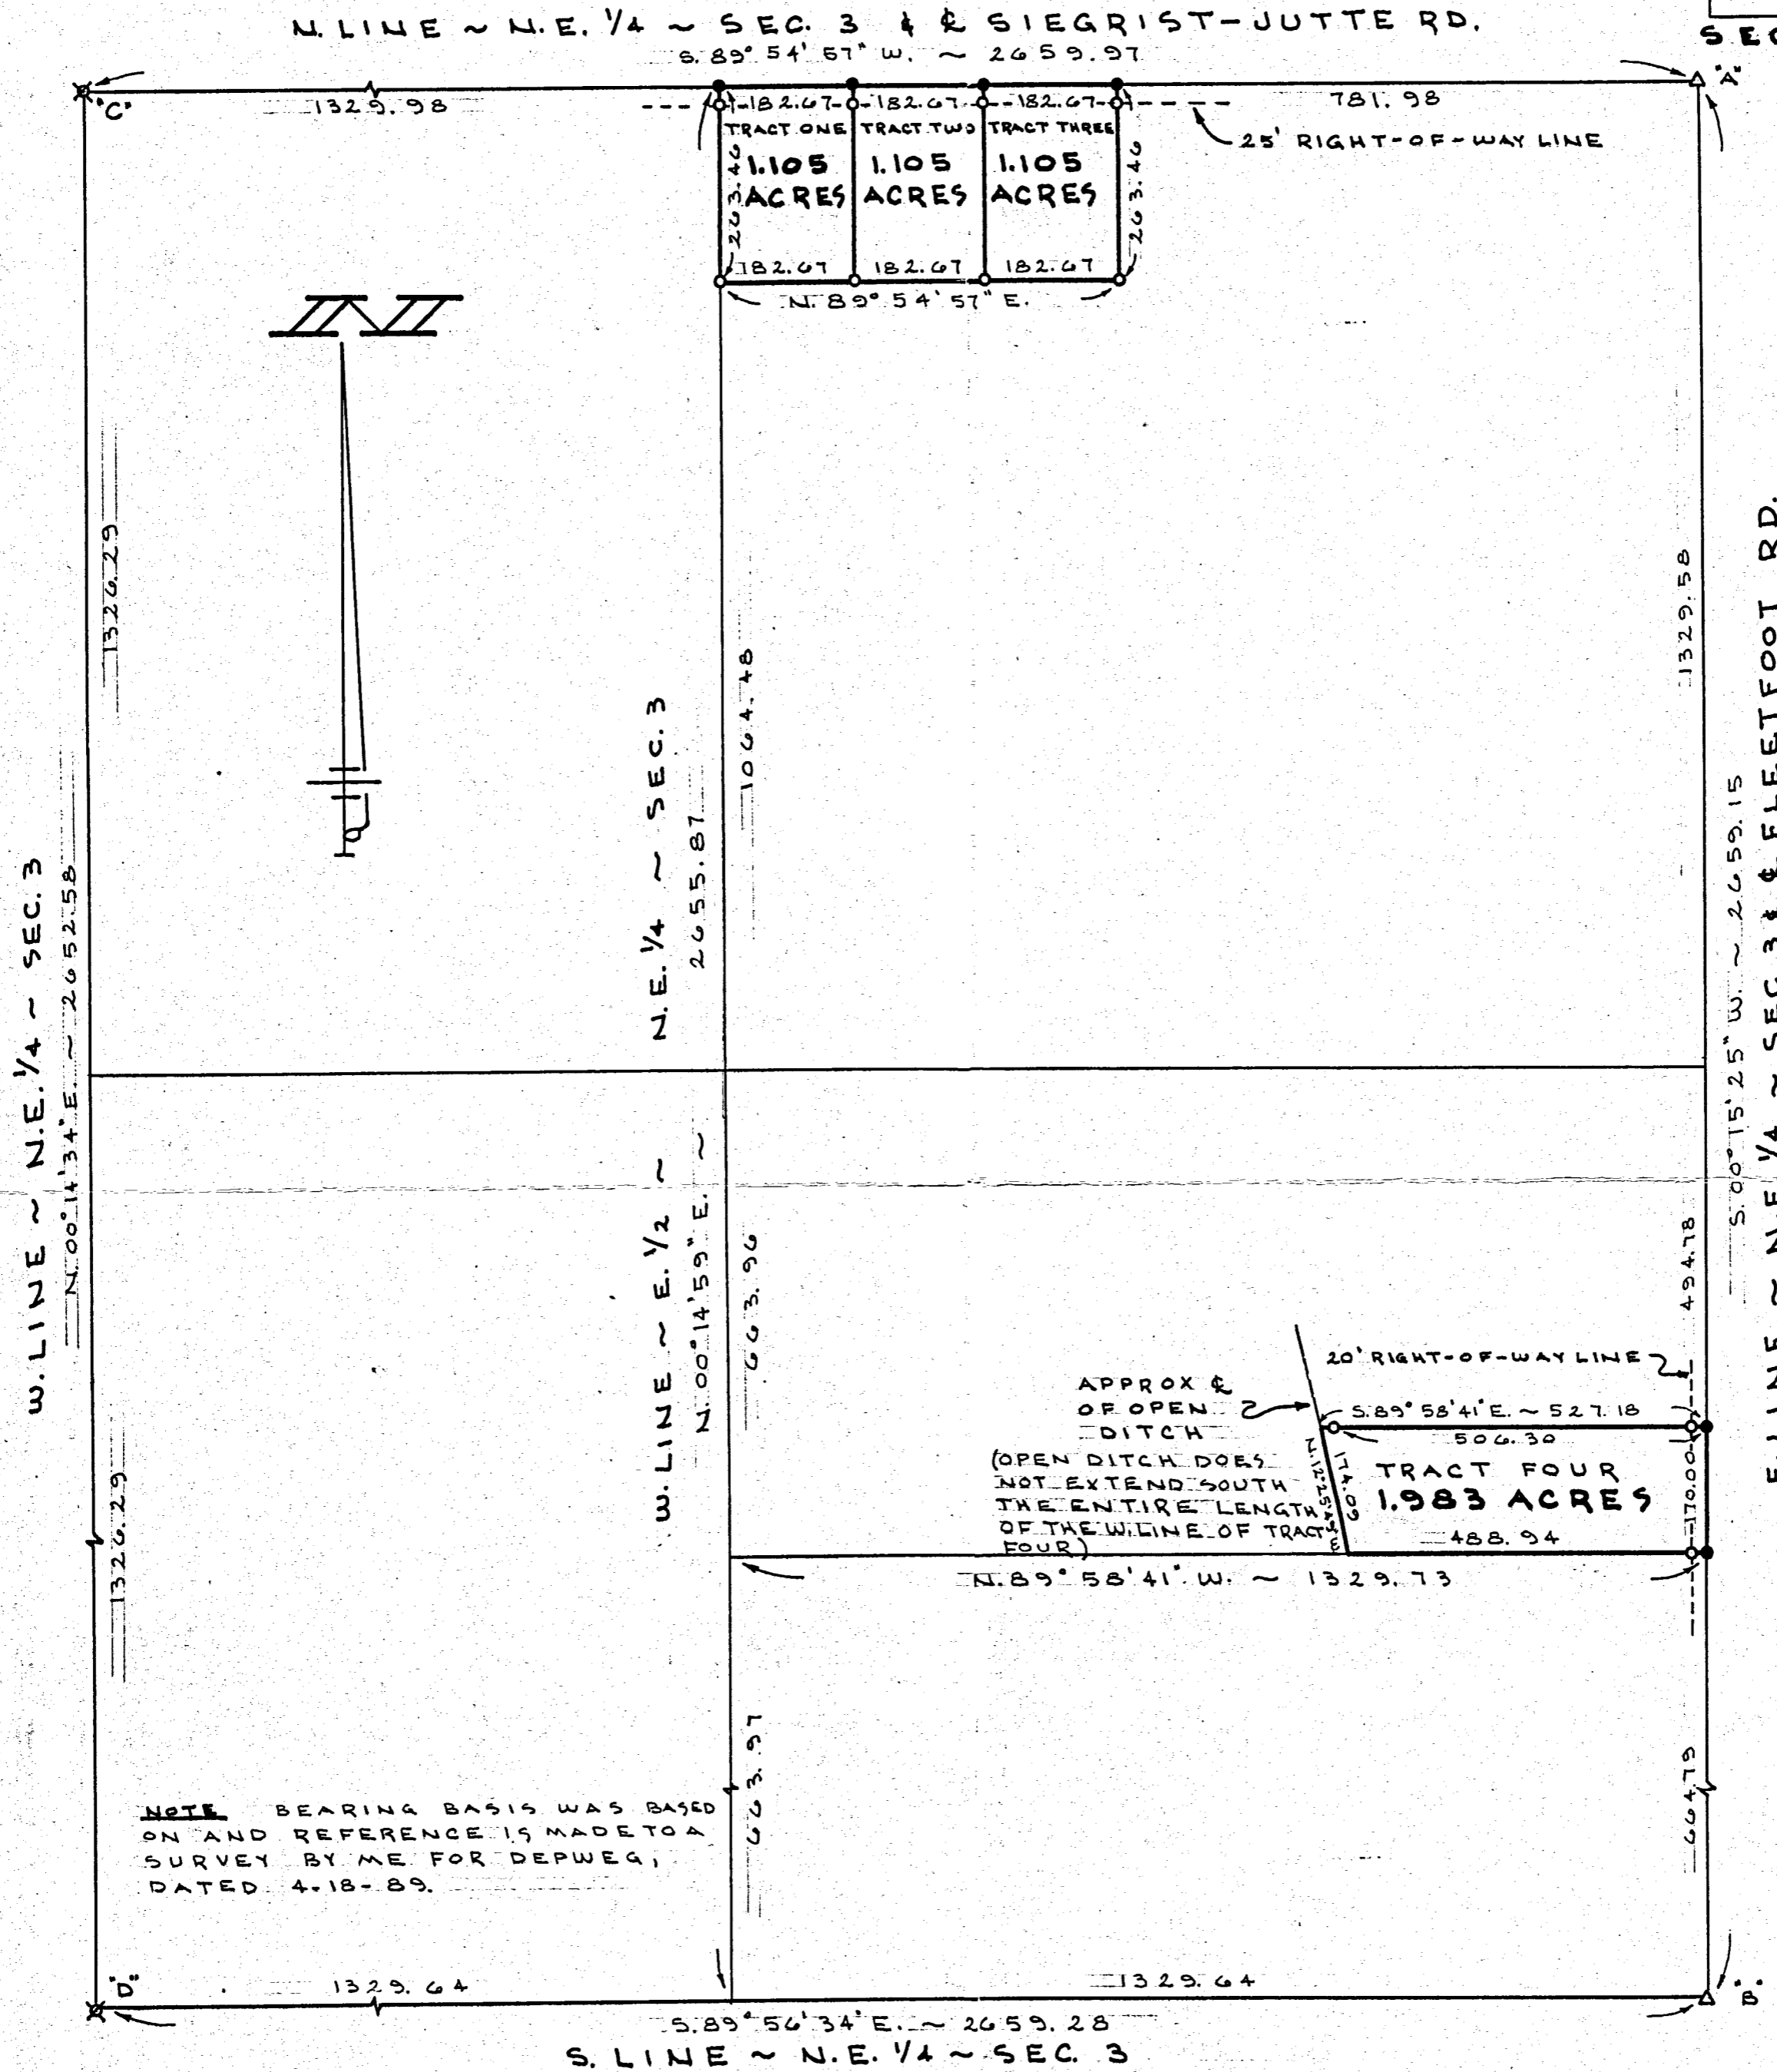 N. LINE ~ N.E. 1/4 ~ SEC. 3 & ℄ SIEGRIST-JUTTE RD.
S. 89° 54' 57" W. ~ 2659.97
"C"
1329.98
182.67
182.67
182.67
781.98
"A"
25' RIGHT-OF-WAY LINE
TRACT ONE
1.105
ACRES
TRACT TWO
1.105
ACRES
TRACT THREE
1.105
ACRES
263.46
263.46
182.67
182.67
182.67
N. 89° 54' 57" E.
1326.29
W. LINE ~ N.E. 1/4 ~ SEC. 3
N. 00° 14' 34" E. ~ 2652.58
1326.29
W. LINE ~ E. 1/2 ~ N.E. 1/4 ~ SEC. 3
N. 00° 14' 59" E. ~ 2655.87
1064.48
663.96
663.97
1329.58
S. 00° 15' 25" W. ~ 2659.15
E. LINE ~ N.E. 1/4 ~ SEC. 3 & ℄ FLEETFOOT RD.
494.78
20' RIGHT-OF-WAY LINE
APPROX ℄
OF OPEN
DITCH
(OPEN DITCH DOES
NOT EXTEND SOUTH
THE ENTIRE LENGTH
OF THE W. LINE OF TRACT
FOUR)
S. 89° 58' 41" E. ~ 527.18
506.30
174.09
TRACT FOUR
1.983 ACRES
170.00
488.94
N. 89° 58' 41" W. ~ 1329.73
664.79
NOTE BEARING BASIS WAS BASED
ON AND REFERENCE IS MADE TO A
SURVEY BY ME FOR DEPWEG,
DATED 4-18-89.
"D"
1329.64
1329.64
"B"
S. 89° 56' 34" E. ~ 2659.28
S. LINE ~ N.E. 1/4 ~ SEC. 3